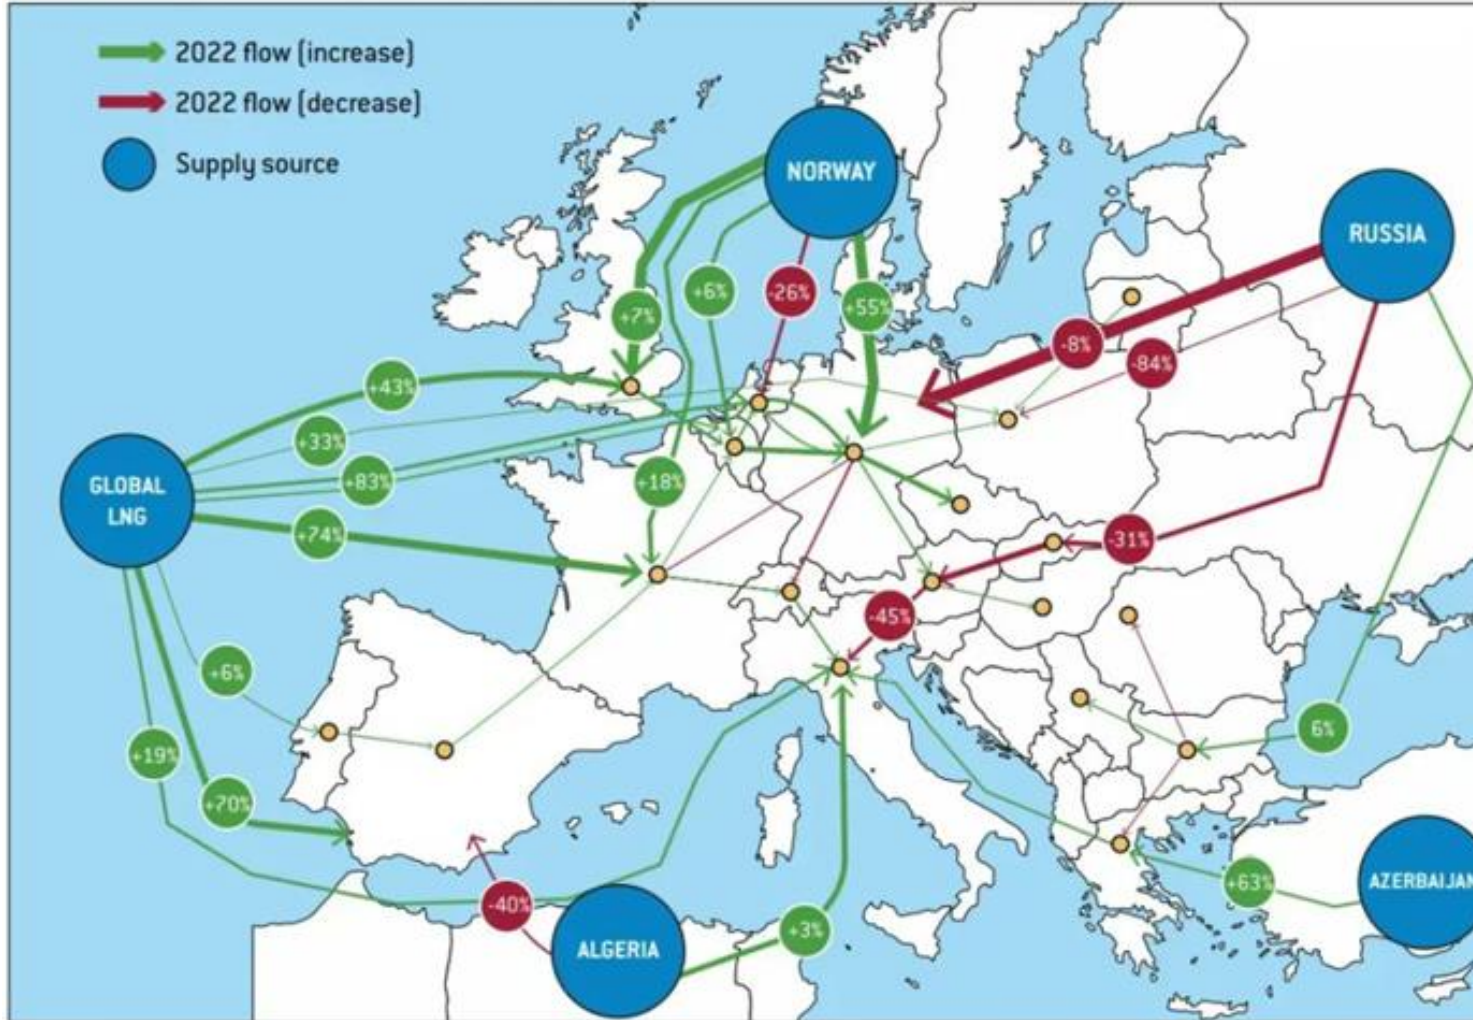 2022 flow (increase)
2022 flow (decrease)
Supply source
NORWAY
RUSSIA
+6%
-26%
+55%
+7%
-8%
-84%
+43%
+33%
+83%
+18%
GLOBAL
LNG
+74%
-31%
-45%
+6%
6%
+19%
+70%
+63%
AZERBAIJAN
-40%
+3%
ALGERIA